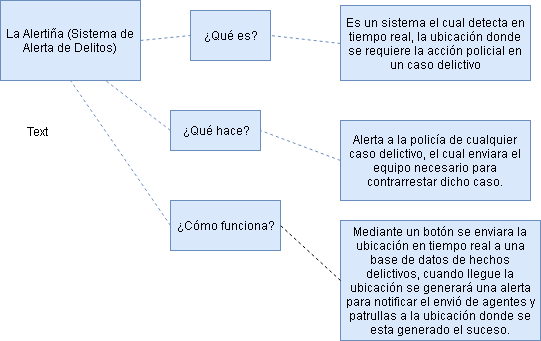 La Alertiña (Sistema de
Alerta de Delitos)
¿Qué es?
Es un sistema el cual detecta en
tiempo real, la ubicación donde
se requiere la acción policial en
un caso delictivo
Text
¿Qué hace?
Alerta a la policía de cualquier
caso delictivo, el cual enviara el
equipo necesario para
contrarrestar dicho caso.
¿Cómo funciona?
Mediante un botón se enviara la
ubicación en tiempo real a una
base de datos de hechos
delictivos, cuando llegue la
ubicación se generará una alerta
para notificar el envió de agentes y
patrullas a la ubicación donde se
esta generado el suceso.